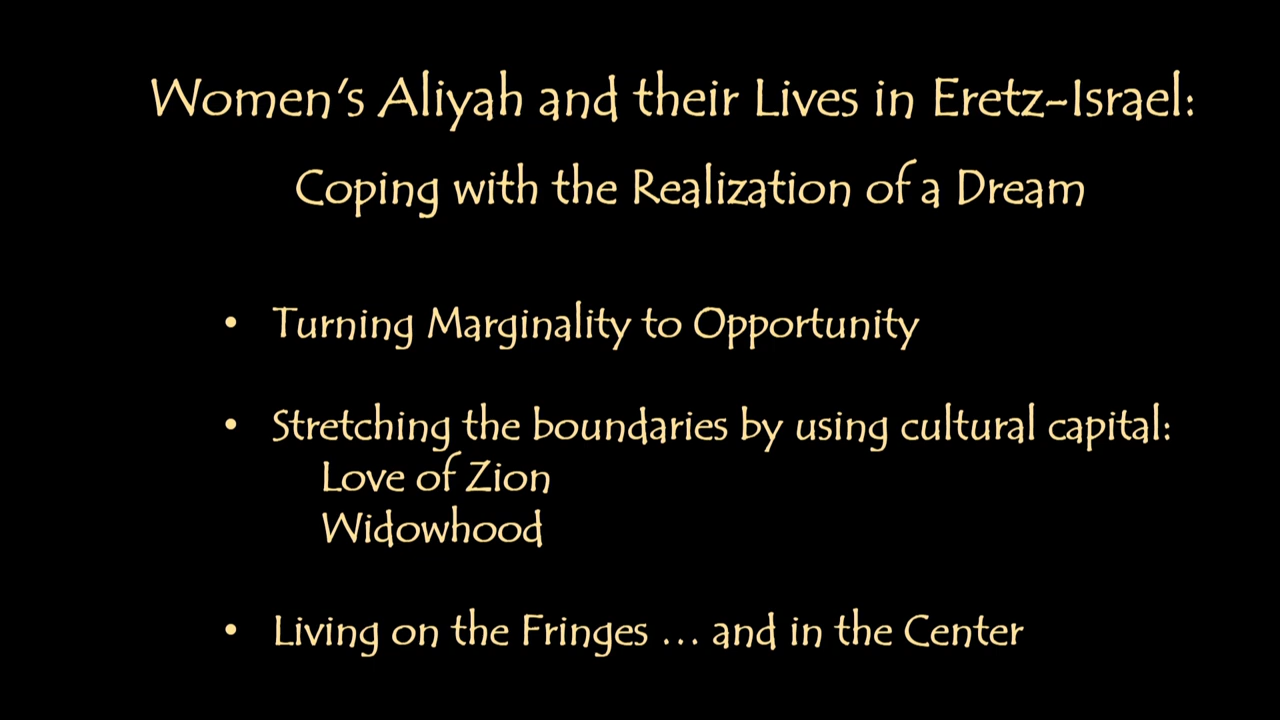 Women's Aliyah and their Lives in Eretz-Israel:
Coping with the Realization of a Dream
• Turning Marginality to Opportunity
• Stretching the boundaries by using cultural capital:
Love of Zion
Widowhood
• Living on the Fringes ... and in the Center